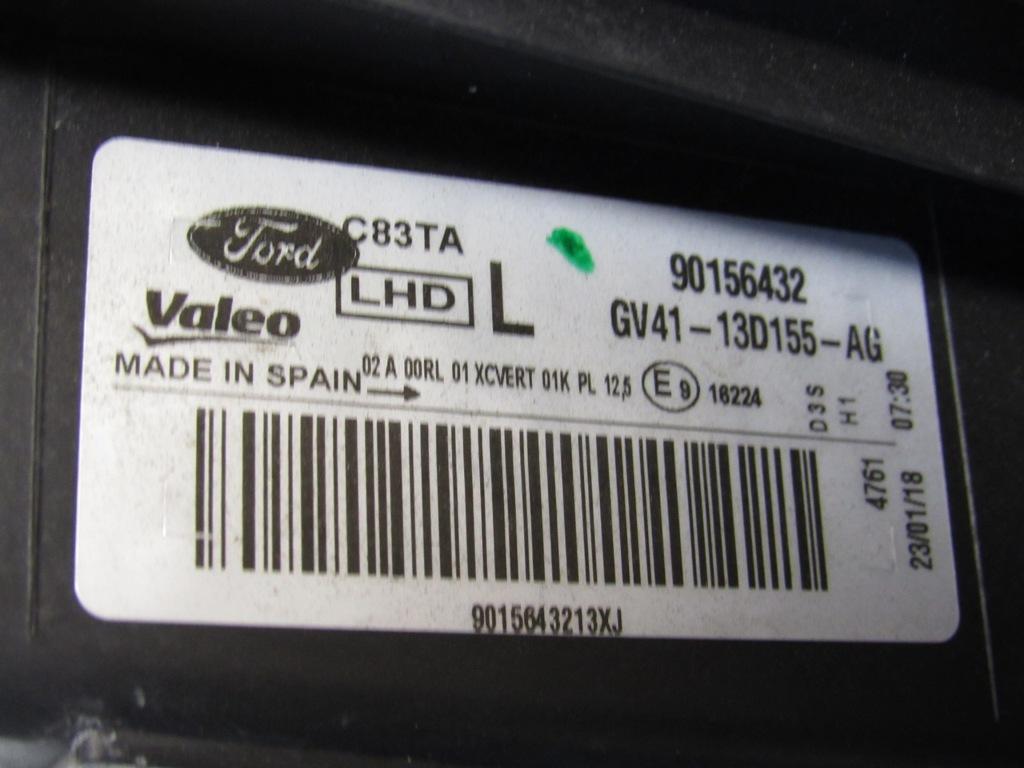 Ford
C83TA
LHD L
Valeo
90156432
GV41-13D155-AG
MADE IN SPAIN
02 A 00RL 01 XCVERT 01K PL 12,5 E 9 16224
D3S
H1
07:30
4761
23/01/18
9015643213XJ